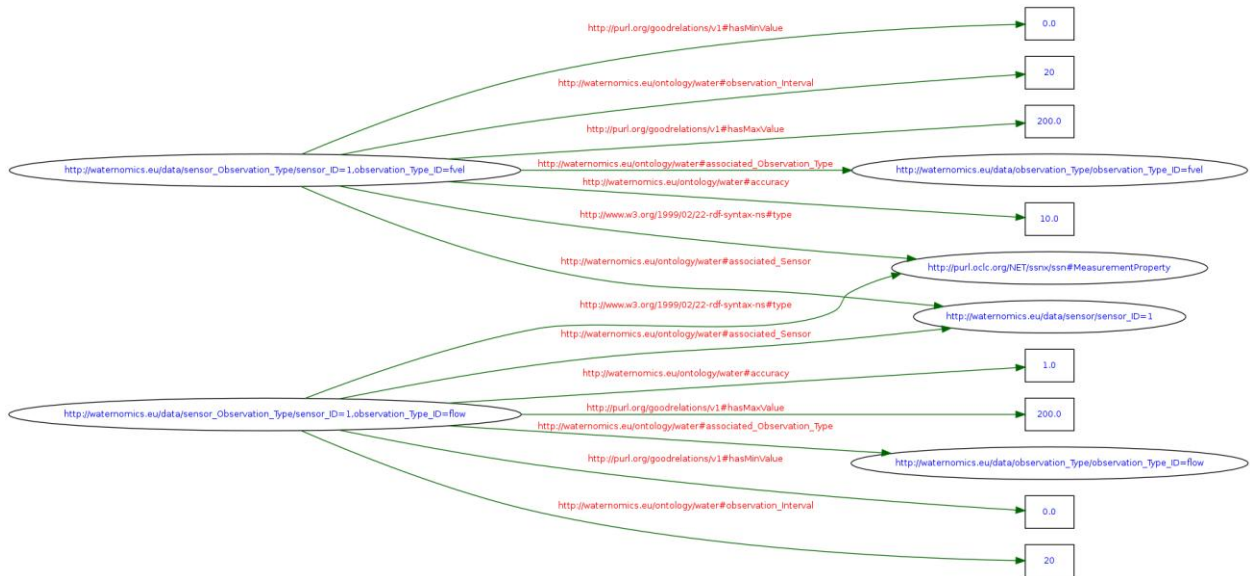 http://purl.org/goodrelations/v1#hasMinValue
0.0
http://waternomics.eu/ontology/water#observation_Interval
20
http://purl.org/goodrelations/v1#hasMaxValue
200.0
http://waternomics.eu/data/sensor_Observation_Type/sensor_ID=1,observation_Type_ID=fvel
http://waternomics.eu/ontology/water#associated_Observation_Type
http://waternomics.eu/data/observation_Type/observation_Type_ID=fvel
http://waternomics.eu/ontology/water#accuracy
10.0
http://www.w3.org/1999/02/22-rdf-syntax-ns#type
http://waternomics.eu/ontology/water#associated_Sensor
http://purl.oclc.org/NET/ssnx/ssn#MeasurementProperty
http://www.w3.org/1999/02/22-rdf-syntax-ns#type
http://waternomics.eu/data/sensor/sensor_ID=1
http://waternomics.eu/ontology/water#associated_Sensor
http://waternomics.eu/ontology/water#accuracy
1.0
http://waternomics.eu/data/sensor_Observation_Type/sensor_ID=1,observation_Type_ID=flow
http://purl.org/goodrelations/v1#hasMaxValue
200.0
http://waternomics.eu/ontology/water#associated_Observation_Type
http://purl.org/goodrelations/v1#hasMinValue
http://waternomics.eu/data/observation_Type/observation_Type_ID=flow
http://waternomics.eu/ontology/water#observation_Interval
0.0
20